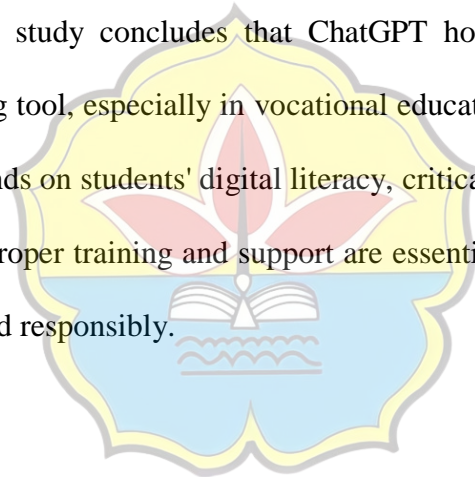 study concludes that ChatGPT ho
g tool, especially in vocational educat
nds on students' digital literacy, critica
roper training and support are essenti
d responsibly.